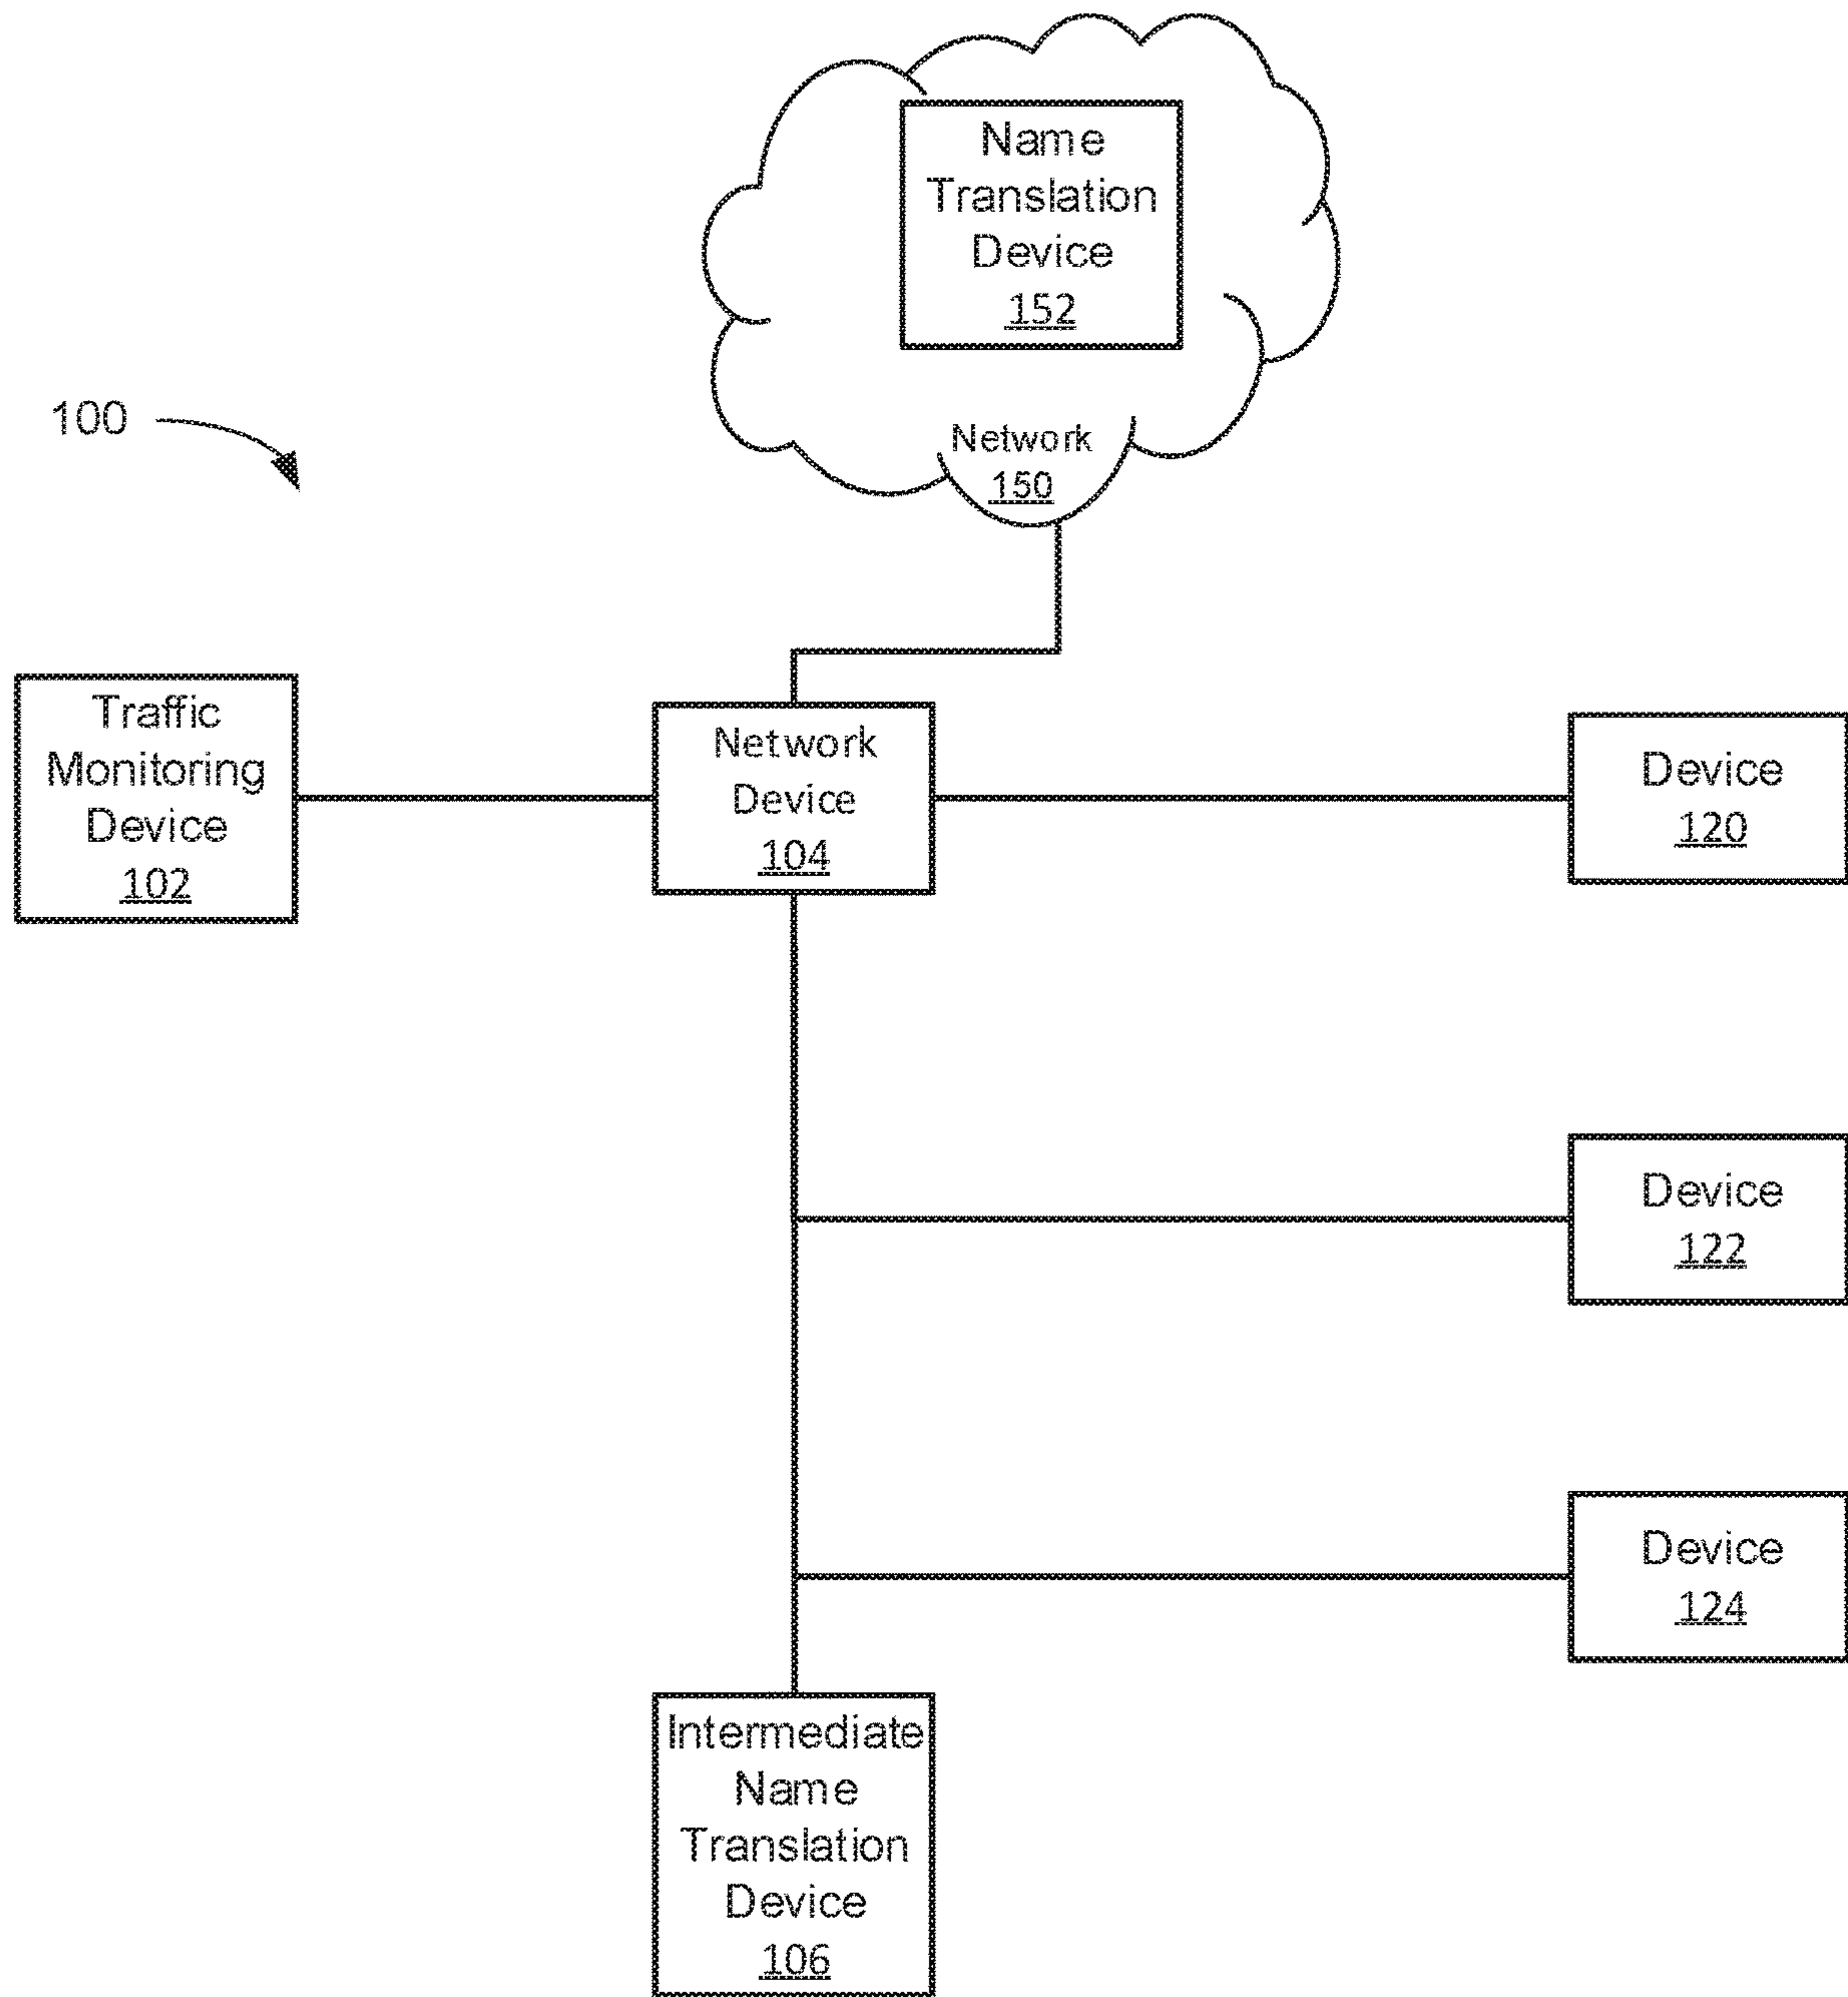 Name
Translation
Device
152
100
Network
150
Traffic
Monitoring
Device
102
Network
Device
104
Device
120
Device
122
Device
124
Intermediate
Name
Translation
Device
106